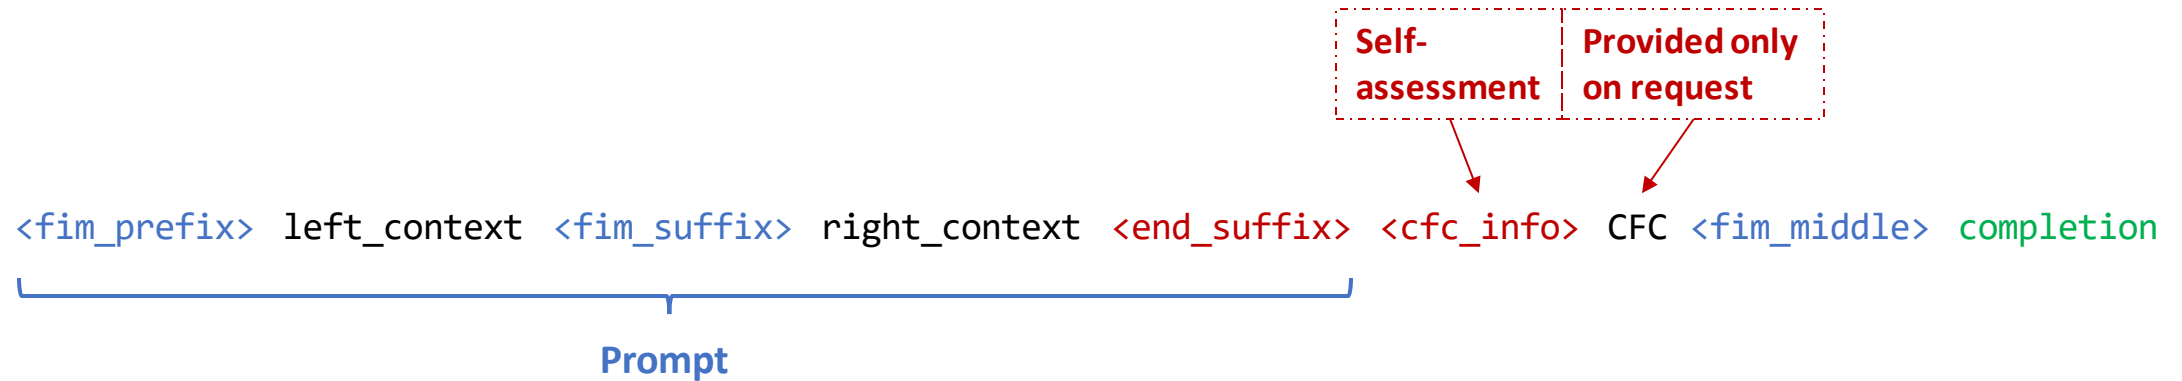 Self-
assessment
Provided only
on request
<fim_prefix> left_context <fim_suffix> right_context <end_suffix> <cfc_info> CFC <fim_middle> completion
Prompt